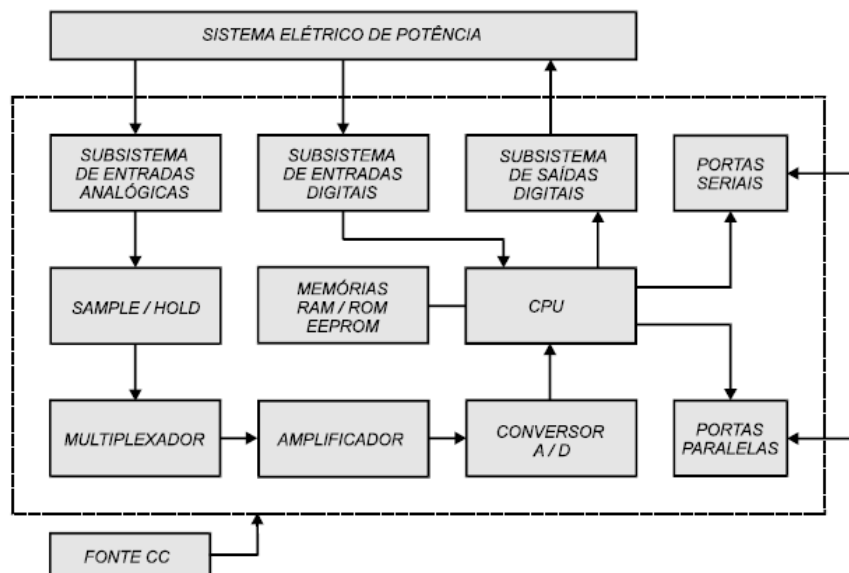 SISTEMA ELÉTRICO DE POTÊNCIA
SUBSISTEMA
DE ENTRADAS
ANALÓGICAS
SUBSISTEMA
DE ENTRADAS
DIGITAIS
SUBSISTEMA
DE SAÍDAS
DIGITAIS
PORTAS
SERIAIS
SAMPLE / HOLD
MEMÓRIAS
RAM / ROM
EEPROM
CPU
MULTIPLEXADOR
AMPLIFICADOR
CONVERSOR
A / D
PORTAS
PARALELAS
FONTE CC